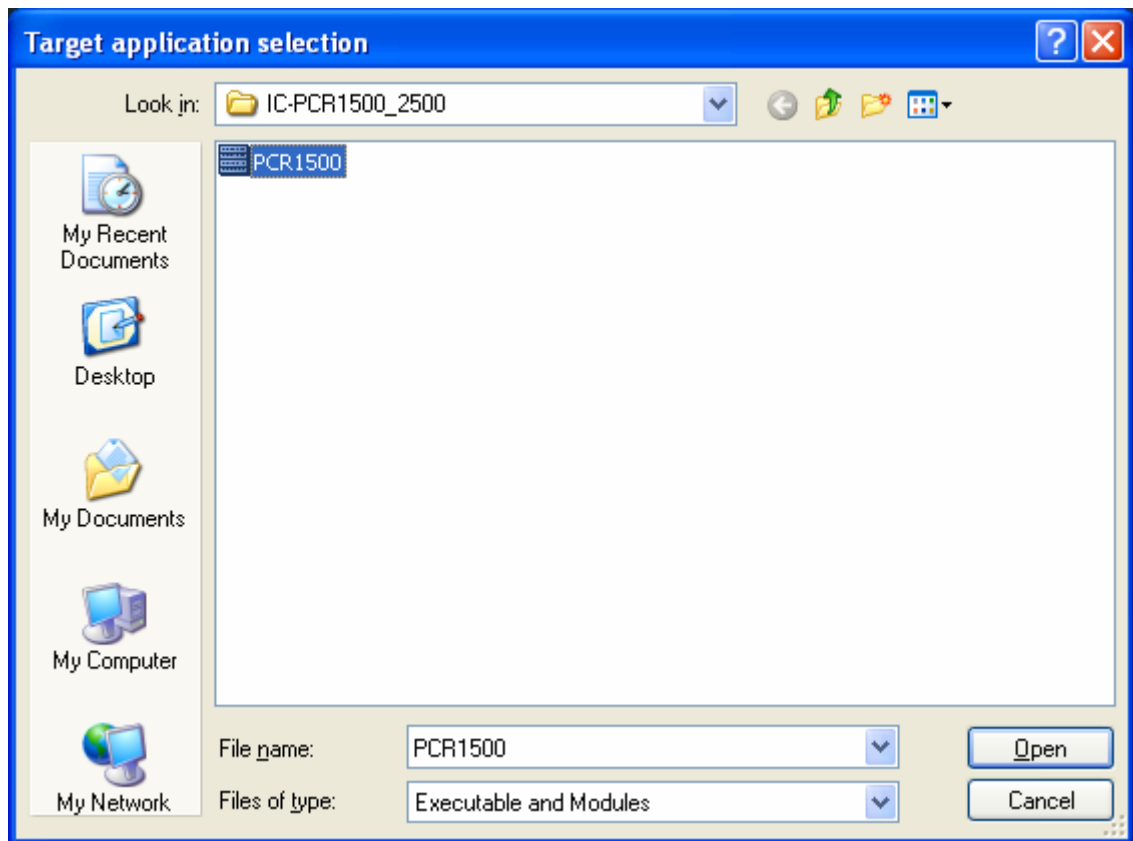 Target application selection
Look in: IC-PCR1500_2500
PCR1500
My Recent
Documents
Desktop
My Documents
My Computer
My Network
File name: PCR1500 Open
Files of type: Executable and Modules Cancel